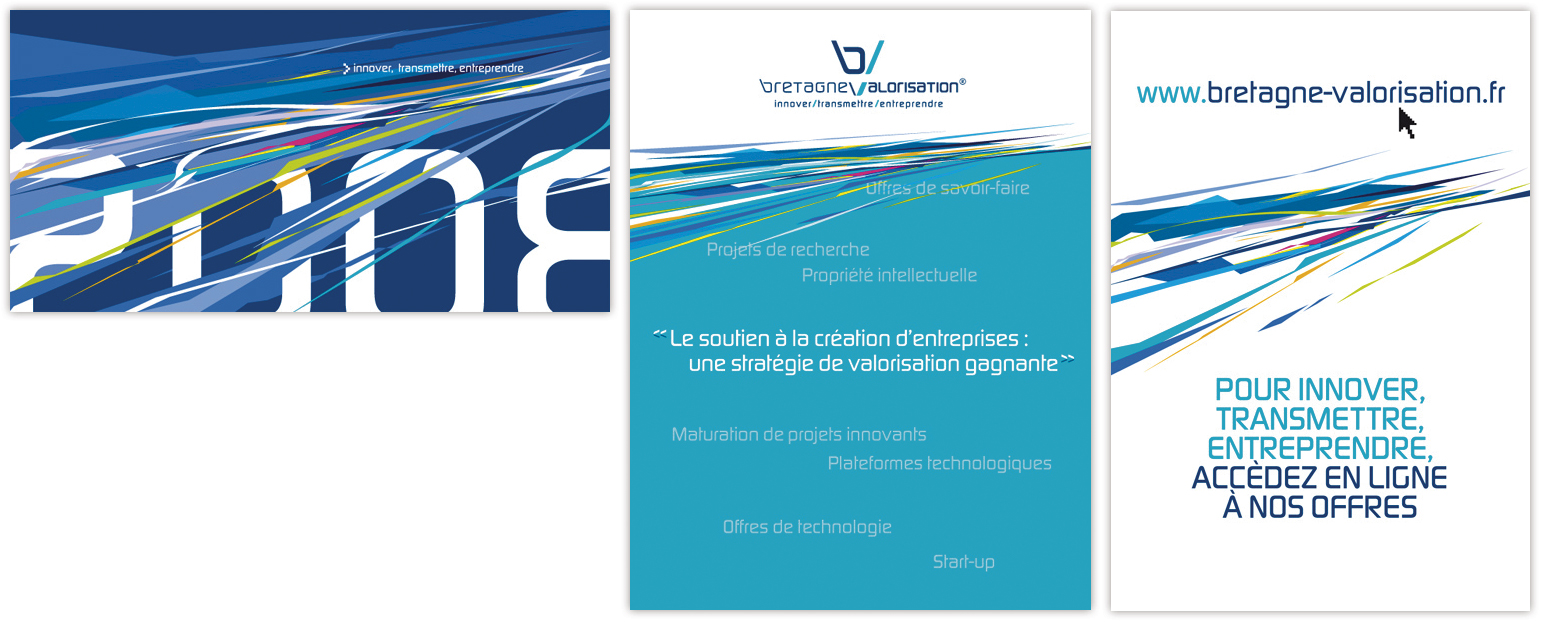 innover, transmettre, entreprendre
2008
b/
bretagne valorisation®
innover/transmettre/entreprendre
Offres de savoir-faire
Projets de recherche
Propriété intellectuelle
« Le soutien à la création d'entreprises :
une stratégie de valorisation gagnante »
Maturation de projets innovants
Plateformes technologiques
Offres de technologie
Start-up
www.bretagne-valorisation.fr
POUR INNOVER,
TRANSMETTRE,
ENTREPRENDRE,
ACCÈDEZ EN LIGNE
À NOS OFFRES